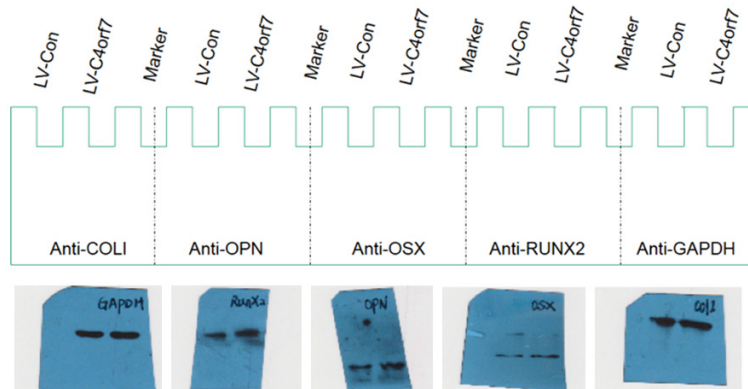 LV-Con LV-C4orf7 Marker LV-Con LV-C4orf7 Marker LV-Con LV-C4orf7 Marker LV-Con LV-C4orf7 Marker LV-Con LV-C4orf7
Anti-COLI Anti-OPN Anti-OSX Anti-RUNX2 Anti-GAPDH
GAPDH RunX2 OPN OSX Col1